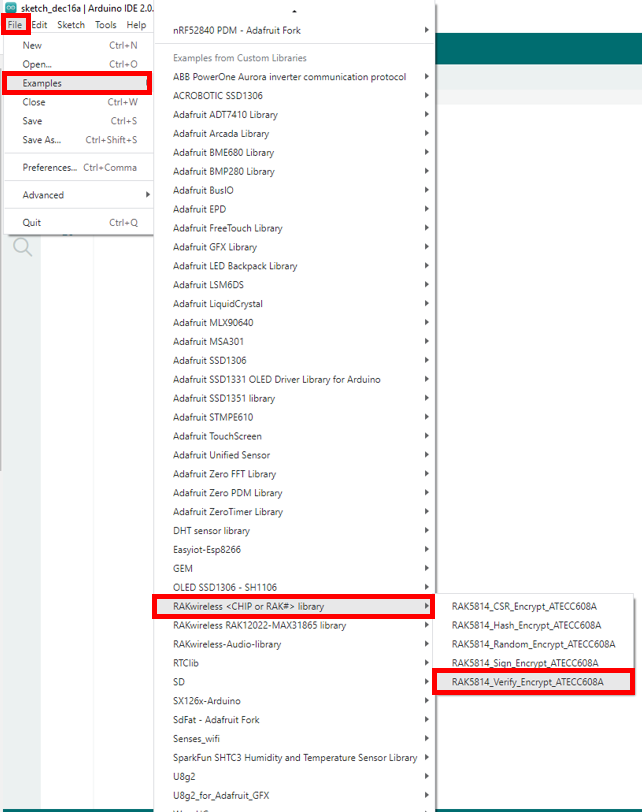 sketch_dec16a | Arduino IDE 2.0.
File Edit Sketch Tools Help
New Ctrl+N
Open... Ctrl+O
Examples
Close Ctrl+W
Save Ctrl+S
Save As... Ctrl+Shift+S
Preferences... Ctrl+Comma
Advanced
Quit Ctrl+Q
nRF52840 PDM - Adafruit Fork
Examples from Custom Libraries
ABB PowerOne Aurora inverter communication protocol
ACROBOTIC SSD1306
Adafruit ADT7410 Library
Adafruit Arcada Library
Adafruit BME680 Library
Adafruit BMP280 Library
Adafruit BusIO
Adafruit EPD
Adafruit FreeTouch Library
Adafruit GFX Library
Adafruit LED Backpack Library
Adafruit LSM6DS
Adafruit LiquidCrystal
Adafruit MLX90640
Adafruit MSA301
Adafruit SSD1306
Adafruit SSD1331 OLED Driver Library for Arduino
Adafruit SSD1351 library
Adafruit STMPE610
Adafruit TouchScreen
Adafruit Unified Sensor
Adafruit Zero FFT Library
Adafruit Zero PDM Library
Adafruit ZeroTimer Library
DHT sensor library
Easyiot-Esp8266
GEM
OLED SSD1306 - SH1106
RAKwireless <CHIP or RAK#> library
RAKwireless RAK12022-MAX31865 library
RAKwireless-Audio-library
RTClib
SD
SX126x-Arduino
SdFat - Adafruit Fork
Senses_wifi
SparkFun SHTC3 Humidity and Temperature Sensor Library
U8g2
U8g2_for_Adafruit_GFX
RAK5814_CSR_Encrypt_ATECC608A
RAK5814_Hash_Encrypt_ATECC608A
RAK5814_Random_Encrypt_ATECC608A
RAK5814_Sign_Encrypt_ATECC608A
RAK5814_Verify_Encrypt_ATECC608A